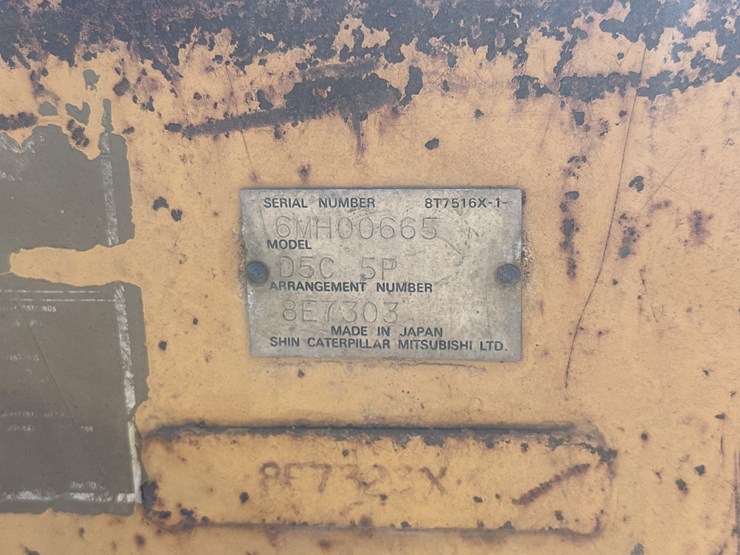 SERIAL NUMBER 8T7516X-1-
6MH00665
MODEL
D5C 5P
ARRANGEMENT NUMBER
8E7303
MADE IN JAPAN
SHIN CATERPILLAR MITSUBISHI LTD.